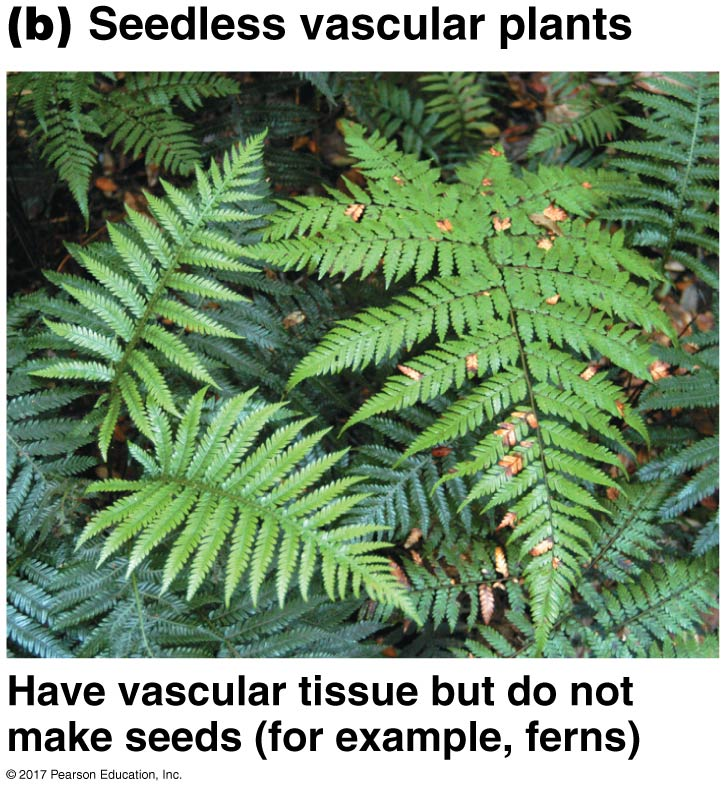 (b) Seedless vascular plants
Have vascular tissue but do not
make seeds (for example, ferns)
© 2017 Pearson Education, Inc.